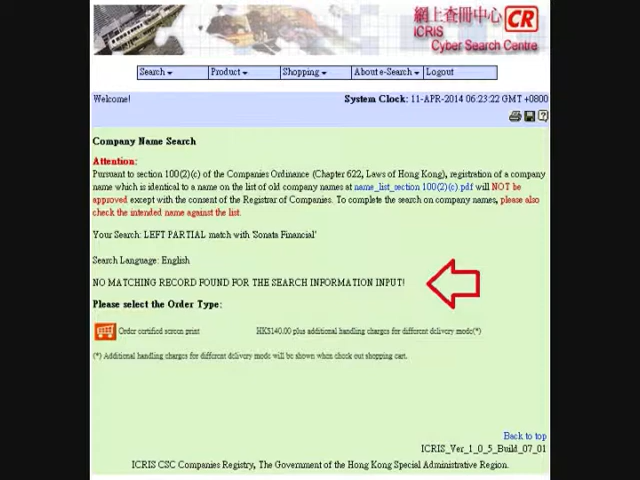 網上查冊中心 CR
ICRIS
Cyber Search Centre
Search Product Shopping About e-Search Logout
Welcome! System Clock: 11-APR-2014 06:23:22 GMT +0800
Company Name Search
Attention:
Pursuant to section 100(2)(c) of the Companies Ordinance (Chapter 622, Laws of Hong Kong), registration of a company
name which is identical to a name on the list of old company names at name_list_section 100(2)(c).pdf will NOT be
approved except with the consent of the Registrar of Companies. To complete the search on company names, please also
check the intended name against the list.
Your Search: LEFT PARTIAL match with 'Sonata Financial'
Search Language: English
NO MATCHING RECORD FOUND FOR THE SEARCH INFORMATION INPUT!
Please select the Order Type:
Order certified screen print HK$140.00 plus additional handling charges for different delivery mode(*)
(*) Additional handling charges for different delivery mode will be shown when check out shopping cart.
Back to top
ICRIS_Ver_1_0_5_Build_07_01
ICRIS CSC Companies Registry, The Government of the Hong Kong Special Administrative Region.